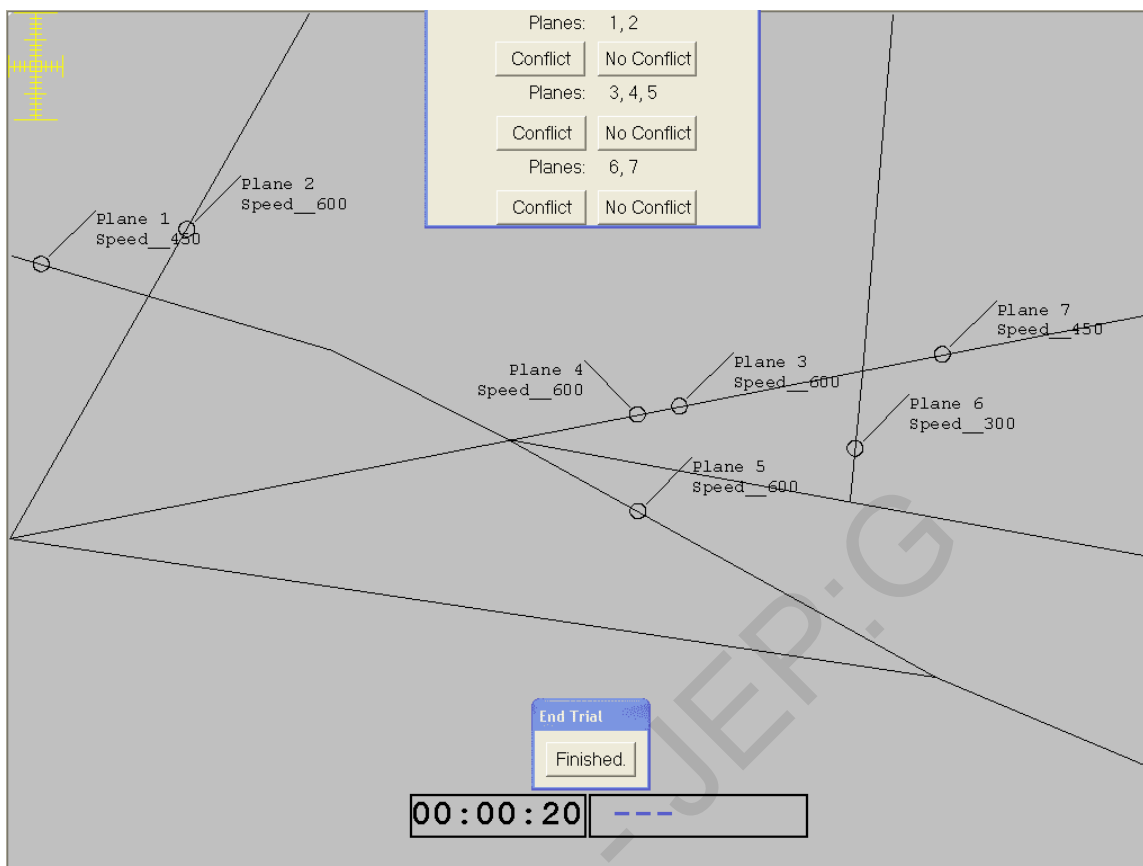 Planes: 1, 2
Conflict No Conflict
Planes: 3, 4, 5
Conflict No Conflict
Planes: 6, 7
Conflict No Conflict
Plane 2
Speed__600
Plane 1
Speed__450
Plane 7
Speed__450
Plane 3
Speed__600
Plane 4
Speed__600
Plane 6
Speed__300
Plane 5
Speed__600
End Trial
Finished.
00:00:20 ---
- JEP:G